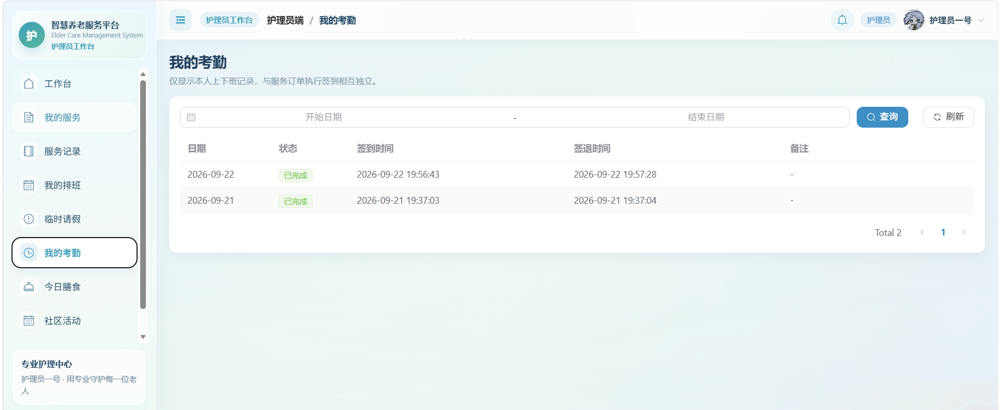 护
智慧养老服务平台
Elder Care Management System
护理员工作台
工作台
我的服务
服务记录
我的排班
临时请假
我的考勤
今日膳食
社区活动
专业护理中心
护理员一号 · 用专业守护每一位老
人
护理员工作台 护理员端 / 我的考勤
护理员 护理员一号
我的考勤
仅显示本人上下班记录，与服务订单执行签到相互独立。
开始日期 - 结束日期 查询 刷新
日期 状态 签到时间 签退时间 备注
2026-09-22 已完成 2026-09-22 19:56:43 2026-09-22 19:57:28 -
2026-09-21 已完成 2026-09-21 19:37:03 2026-09-21 19:37:04 -
Total 2 1